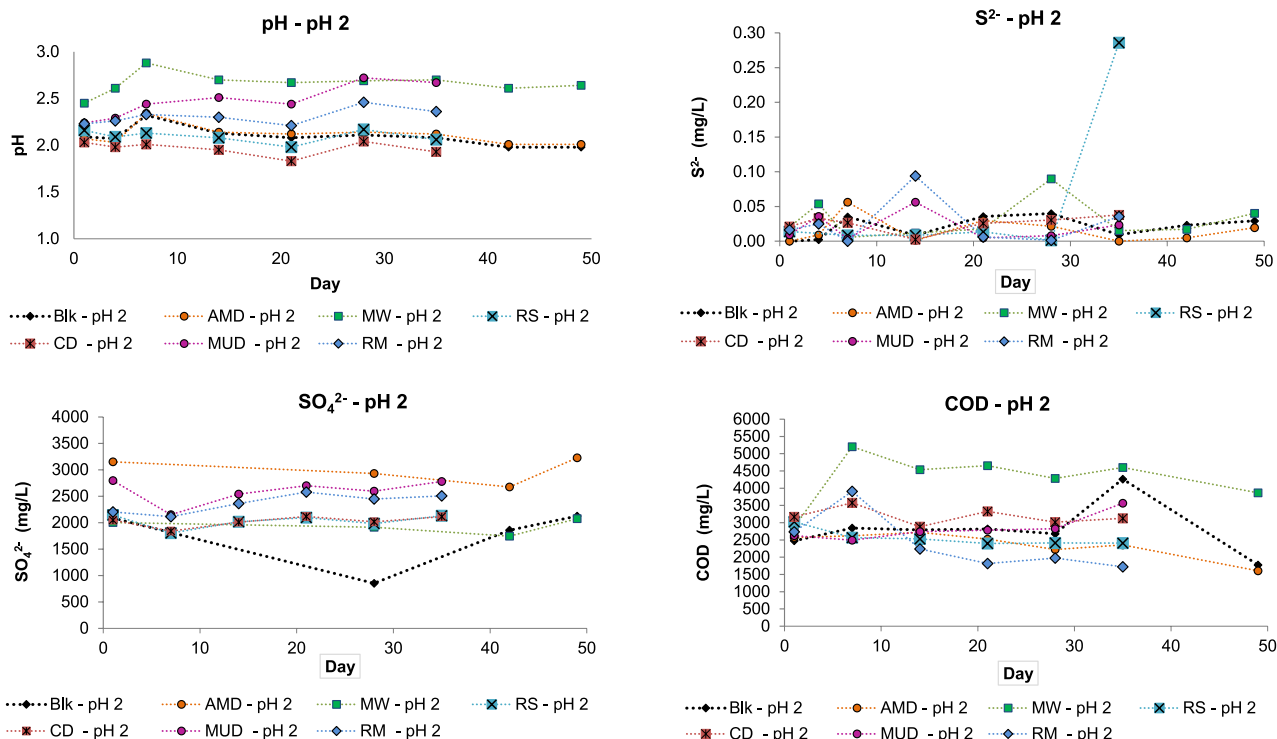 pH - pH 2
3.0
2.5
2.0
1.5
1.0
pH
0 10 20 30 40 50
Day
Blk - pH 2 AMD - pH 2 MW - pH 2 RS - pH 2
CD - pH 2 MUD - pH 2 RM - pH 2
S²⁻ - pH 2
0.30
0.25
0.20
0.15
0.10
0.05
0.00
S²⁻ (mg/L)
0 10 20 30 40 50
Day
Blk - pH 2 AMD - pH 2 MW - pH 2 RS - pH 2
CD - pH 2 MUD - pH 2 RM - pH 2
SO₄²⁻ - pH 2
4000
3500
3000
2500
2000
1500
1000
500
0
SO₄²⁻ (mg/L)
0 10 20 30 40 50
Day
Blk - pH 2 AMD - pH 2 MW - pH 2 RS - pH 2
CD - pH 2 MUD - pH 2 RM - pH 2
COD - pH 2
6000
5500
5000
4500
4000
3500
3000
2500
2000
1500
1000
500
0
COD (mg/L)
0 10 20 30 40 50
Day
Blk - pH 2 AMD - pH 2 MW - pH 2 RS - pH 2
CD - pH 2 MUD - pH 2 RM - pH 2